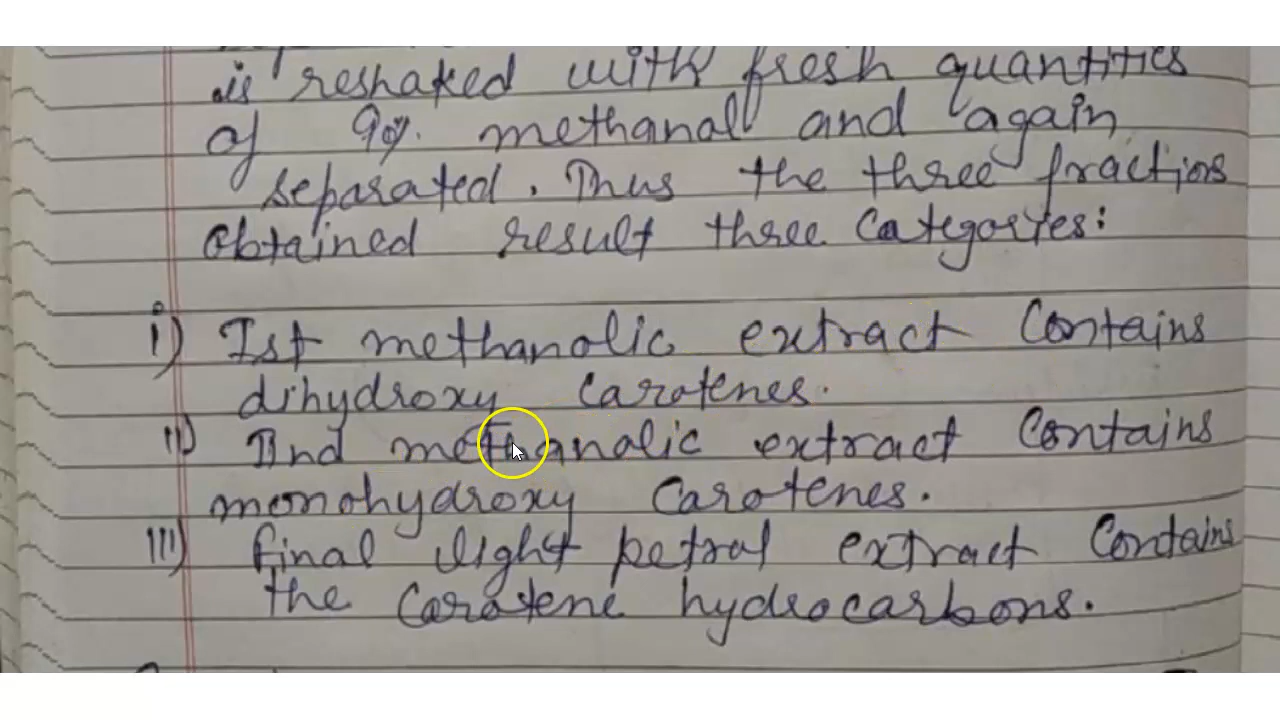 is reshaked with fresh quantities
of 90%. methanall and again
separated. Thus the three fractions
obtained result three Categories:
i) Ist methanolic extract Contains
dihydroxy Carotenes.
II) IInd methanolic extract Contains
monohydroxy Carotenes.
III) final light petrol extract Contains
the Carotene hydrocarbons.